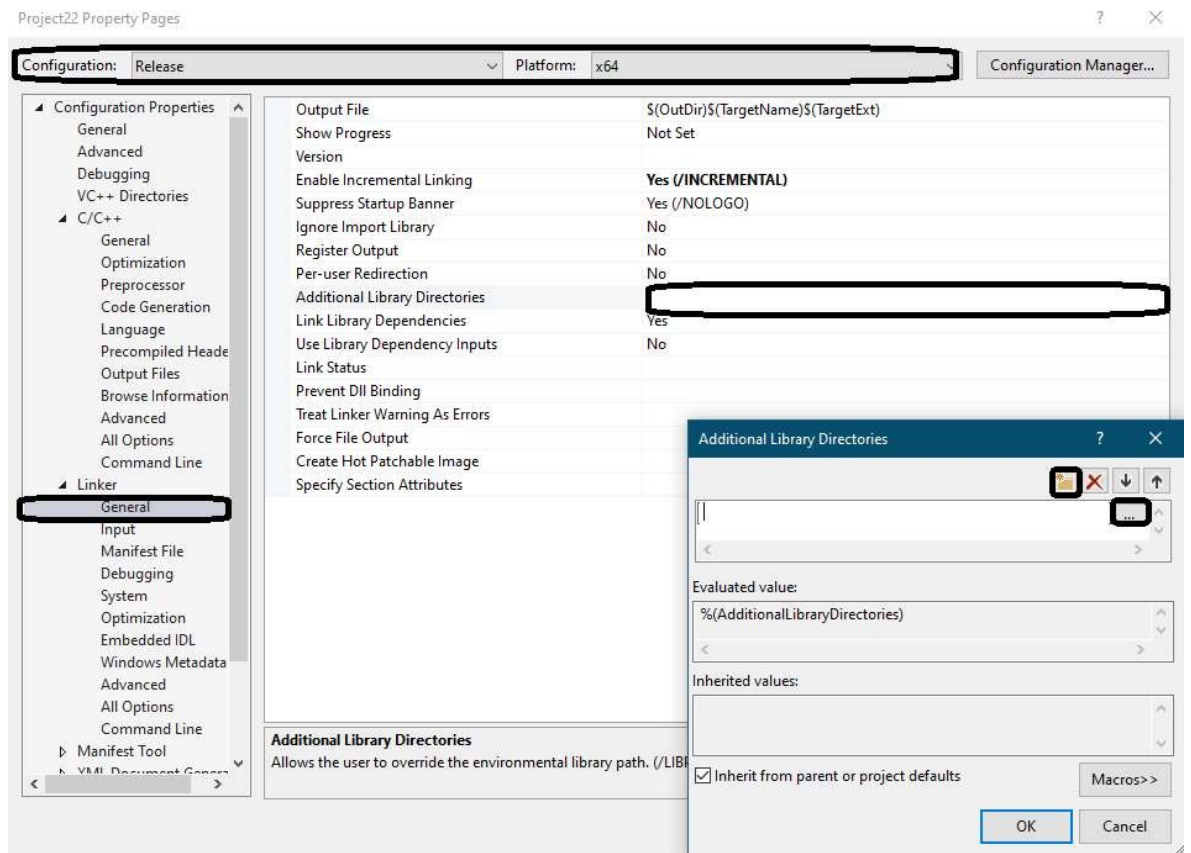 Project22 Property Pages
Configuration: Release Platform: x64 Configuration Manager...
Configuration Properties
General
Advanced
Debugging
VC++ Directories
C/C++
General
Optimization
Preprocessor
Code Generation
Language
Precompiled Heade
Output Files
Browse Information
Advanced
All Options
Command Line
Linker
General
Input
Manifest File
Debugging
System
Optimization
Embedded IDL
Windows Metadata
Advanced
All Options
Command Line
Manifest Tool
Output File $(OutDir)$(TargetName)$(TargetExt)
Show Progress Not Set
Version
Enable Incremental Linking Yes (/INCREMENTAL)
Suppress Startup Banner Yes (/NOLOGO)
Ignore Import Library No
Register Output No
Per-user Redirection No
Additional Library Directories
Link Library Dependencies Yes
Use Library Dependency Inputs No
Link Status
Prevent Dll Binding
Treat Linker Warning As Errors
Force File Output
Create Hot Patchable Image
Specify Section Attributes
Additional Library Directories
Allows the user to override the environmental library path. (/LIB
Additional Library Directories
...
Evaluated value:
%(AdditionalLibraryDirectories)
Inherited values:
Inherit from parent or project defaults
Macros>>
OK Cancel